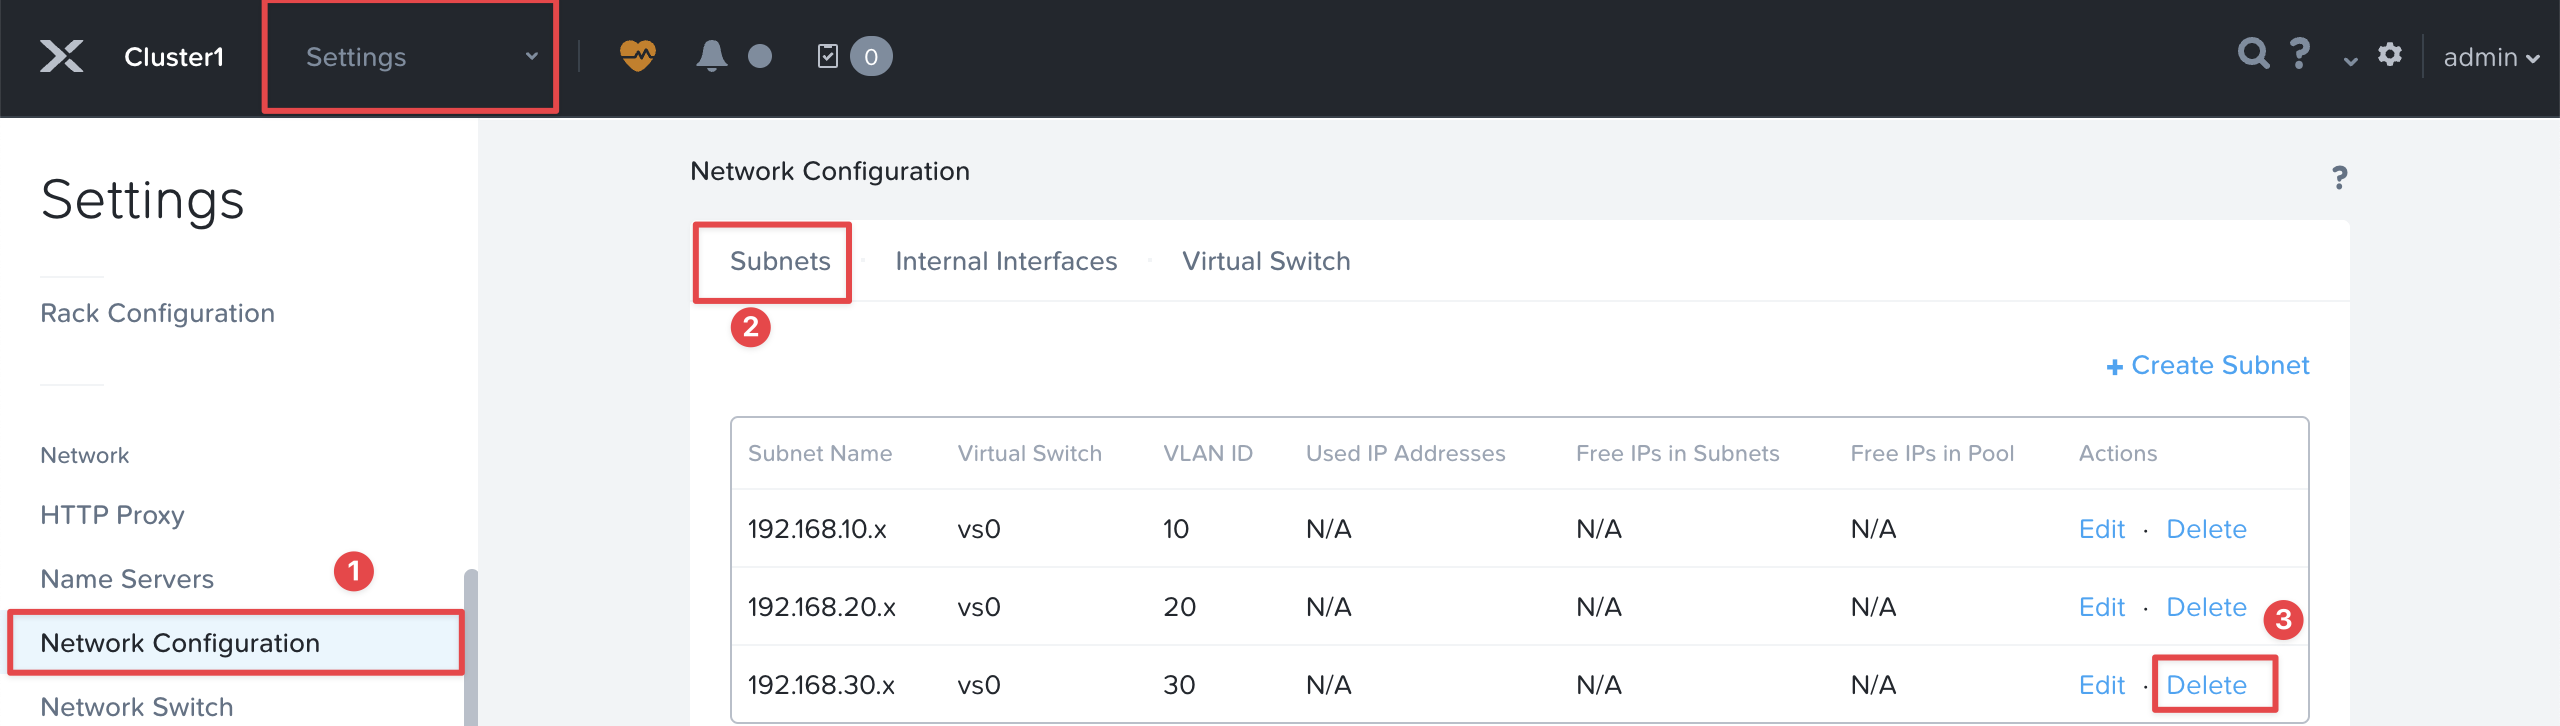 Cluster1
Settings
0
?
admin
Settings
Rack Configuration
Network
HTTP Proxy
Name Servers
1
Network Configuration
Network Switch
Network Configuration
?
Subnets · Internal Interfaces · Virtual Switch
2
+ Create Subnet
Subnet Name Virtual Switch VLAN ID Used IP Addresses Free IPs in Subnets Free IPs in Pool Actions
192.168.10.x vs0 10 N/A N/A N/A Edit · Delete
192.168.20.x vs0 20 N/A N/A N/A Edit · Delete
3
192.168.30.x vs0 30 N/A N/A N/A Edit · Delete